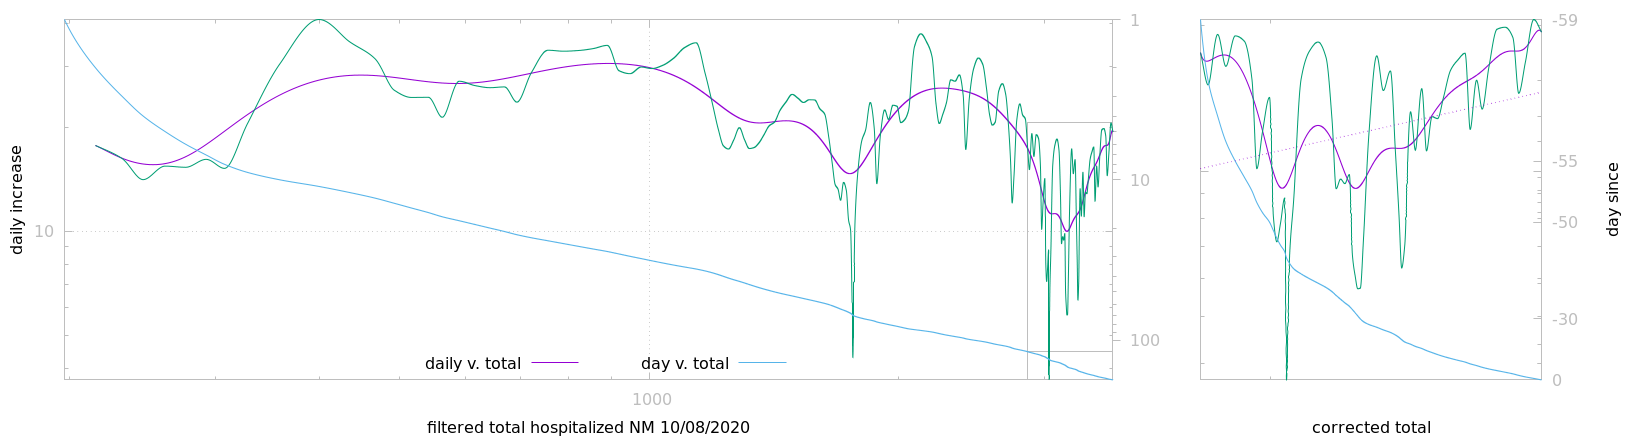 daily increase
10
daily v. total
day v. total
1000
filtered total hospitalized NM 10/08/2020
1
10
100
-59
-55
-50
-30
0
day since
corrected total